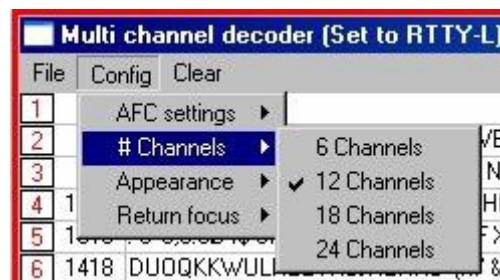 Multi channel decoder (Set to RTTY-L)
File Config Clear
1
AFC settings
2
# Channels
6 Channels
3
12 Channels
4
Appearance
18 Channels
5
Return focus
24 Channels
6 1418